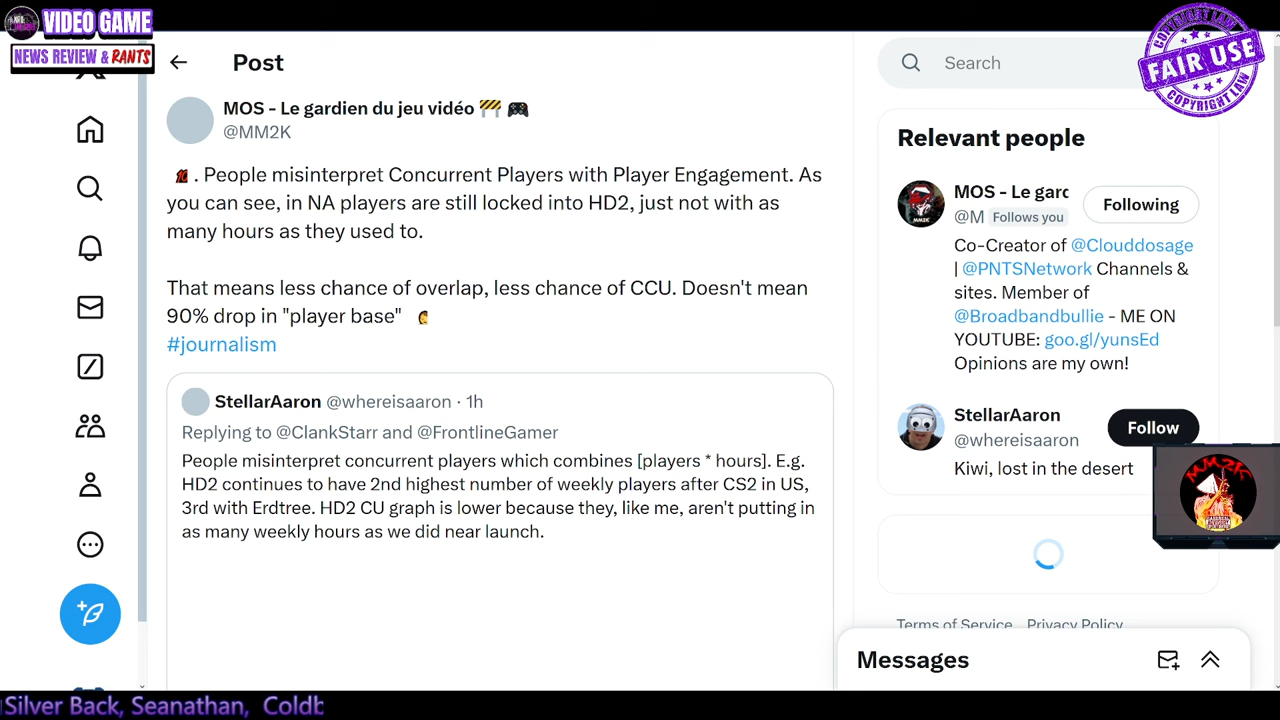 VIDEO GAME
NEWS REVIEW & RANTS
FAIR USE
COPYRIGHT LAW
COPYRIGHT LAW
Post
Search
MOS - Le gardien du jeu vidéo 🚧 🎮
@MM2K
. People misinterpret Concurrent Players with Player Engagement. As
you can see, in NA players are still locked into HD2, just not with as
many hours as they used to.
That means less chance of overlap, less chance of CCU. Doesn't mean
90% drop in "player base"
#journalism
StellarAaron @whereisaaron · 1h
Replying to @ClankStarr and @FrontlineGamer
People misinterpret concurrent players which combines [players * hours]. E.g.
HD2 continues to have 2nd highest number of weekly players after CS2 in US,
3rd with Erdtree. HD2 CU graph is lower because they, like me, aren't putting in
as many weekly hours as we did near launch.
Relevant people
MOS - Le gard
@M Follows you
Following
Co-Creator of @Clouddosage
| @PNTSNetwork Channels &
sites. Member of
@Broadbandbullie - ME ON
YOUTUBE: goo.gl/yunsEd
Opinions are my own!
StellarAaron
@whereisaaron
Follow
Kiwi, lost in the desert
MM2K
Terms of Service Privacy Policy
Messages
Silver Back, Seanathan, Coldb